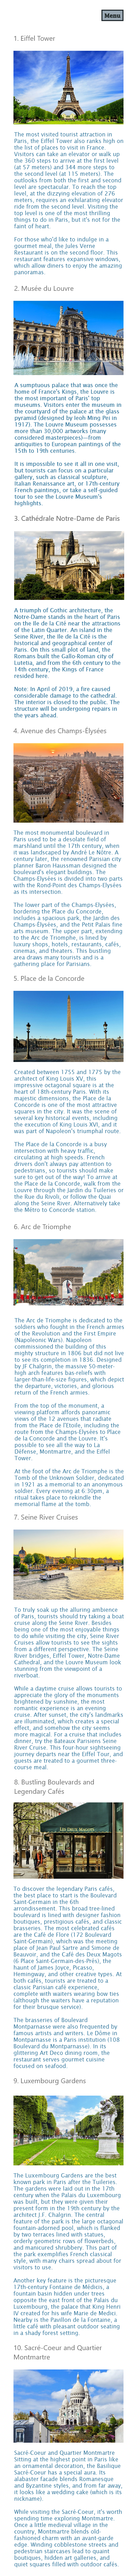 Menu
1. Eiffel Tower
The most visited tourist attraction in
Paris, the Eiffel Tower also ranks high on
the list of places to visit in France.
Visitors can take an elevator or walk up
the 360 steps to arrive at the first level
(at 57 meters) and 344 more steps to
the second level (at 115 meters). The
outlooks from both the first and second
level are spectacular. To reach the top
level, at the dizzying elevation of 276
meters, requires an exhilarating elevator
ride from the second level. Visiting the
top level is one of the most thrilling
things to do in Paris, but it's not for the
faint of heart.
For those who'd like to indulge in a
gourmet meal, the Jules Verne
Restaurant is on the second floor. This
restaurant features expansive windows,
which allow diners to enjoy the amazing
panoramas.
2. Musée du Louvre
A sumptuous palace that was once the
home of France's Kings, the Louvre is
the most important of Paris' top
museums. Visitors enter the museum in
the courtyard of the palace at the glass
pyramid (designed by Ieoh Ming Pei in
1917). The Louvre Museum possesses
more than 30,000 artworks (many
considered masterpieces)—from
antiquities to European paintings of the
15th to 19th centuries.
It is impossible to see it all in one visit,
but tourists can focus on a particular
gallery, such as classical sculpture,
Italian Renaissance art, or 17th-century
French paintings, or take a self-guided
tour to see the Louvre Museum's
highlights.
3. Cathédrale Notre-Dame de Paris
A triumph of Gothic architecture, the
Notre-Dame stands in the heart of Paris
on the Ile de la Cité near the attractions
of the Latin Quarter. An island in the
Seine River, the Ile de la Cité is the
historical and geographical center of
Paris. On this small plot of land, the
Romans built the Gallo-Roman city of
Lutetia, and from the 6th century to the
14th century, the Kings of France
resided here.
Note: In April of 2019, a fire caused
considerable damage to the cathedral.
The interior is closed to the public. The
structure will be undergoing repairs in
the years ahead.
4. Avenue des Champs-Élysées
The most monumental boulevard in
Paris used to be a desolate field of
marshland until the 17th century, when
it was landscaped by André Le Nôtre. A
century later, the renowned Parisian city
planner Baron Haussman designed the
boulevard's elegant buildings. The
Champs-Elysées is divided into two parts
with the Rond-Point des Champs-Elysées
as its intersection.
The lower part of the Champs-Elysées,
bordering the Place du Concorde,
includes a spacious park, the Jardin des
Champs-Elysées, and the Petit Palais fine
arts museum. The upper part, extending
to the Arc de Triomphe, is lined by
luxury shops, hotels, restaurants, cafés,
cinemas, and theaters. This bustling
area draws many tourists and is a
gathering place for Parisians.
5. Place de la Concorde
Created between 1755 and 1775 by the
architect of King Louis XV, this
impressive octagonal square is at the
heart of 18th-century Paris. With its
majestic dimensions, the Place de la
Concorde is one of the most attractive
squares in the city. It was the scene of
several key historical events, including
the execution of King Louis XVI, and it
was part of Napoleon's triumphal route.
The Place de la Concorde is a busy
intersection with heavy traffic,
circulating at high speeds. French
drivers don't always pay attention to
pedestrians, so tourists should make
sure to get out of the way! To arrive at
the Place de la Concorde, walk from the
Louvre through the Jardin du Tuileries or
the Rue du Rivoli, or follow the Quai
along the Seine River. Alternatively take
the Métro to Concorde station.
6. Arc de Triomphe
The Arc de Triomphe is dedicated to the
soldiers who fought in the French armies
of the Revolution and the First Empire
(Napoleonic Wars). Napoleon
commissioned the building of this
mighty structure in 1806 but did not live
to see its completion in 1836. Designed
by JF Chalgrin, the massive 50-meter-
high arch features bas-reliefs with
larger-than-life-size figures, which depict
the departure, victories, and glorious
return of the French armies.
From the top of the monument, a
viewing platform affords panoramic
views of the 12 avenues that radiate
from the Place de l'Etoile, including the
route from the Champs-Elysées to Place
de la Concorde and the Louvre. It's
possible to see all the way to La
Défense, Montmartre, and the Eiffel
Tower.
At the foot of the Arc de Triomphe is the
Tomb of the Unknown Soldier, dedicated
in 1921 as a memorial to an anonymous
soldier. Every evening at 6:30pm, a
ritual takes place to rekindle the
memorial flame at the tomb.
7. Seine River Cruises
To truly soak up the alluring ambience
of Paris, tourists should try taking a boat
cruise along the Seine River. Besides
being one of the most enjoyable things
to do while visiting the city, Seine River
Cruises allow tourists to see the sights
from a different perspective. The Seine
River bridges, Eiffel Tower, Notre-Dame
Cathedral, and the Louvre Museum look
stunning from the viewpoint of a
riverboat.
While a daytime cruise allows tourists to
appreciate the glory of the monuments
brightened by sunshine, the most
romantic experience is an evening
cruise. After sunset, the city's landmarks
are illuminated, which creates a special
effect, and somehow the city seems
more magical. For a cruise that includes
dinner, try the Bateaux Parisiens Seine
River Cruise. This four-hour sightseeing
journey departs near the Eiffel Tour, and
guests are treated to a gourmet three-
course meal.
8. Bustling Boulevards and
Legendary Cafés
LES DEUX MAGOTS
To discover the legendary Paris cafés,
the best place to start is the Boulevard
Saint-Germain in the 6th
arrondissement. This broad tree-lined
boulevard is lined with designer fashion
boutiques, prestigious cafés, and classic
brasseries. The most celebrated cafés
are the Café de Flore (172 Boulevard
Saint-Germain), which was the meeting
place of Jean Paul Sartre and Simone de
Beauvoir, and the Café des Deux Magots
(6 Place Saint-Germain-des-Prés), the
haunt of James Joyce, Picasso,
Hemingway, and other creative types. At
both cafés, tourists are treated to a
classic Parisian café experience,
complete with waiters wearing bow ties
(although the waiters have a reputation
for their brusque service).
The brasseries of Boulevard
Montparnasse were also frequented by
famous artists and writers. Le Dôme in
Montparnasse is a Paris institution (108
Boulevard du Montparnasse). In its
glittering Art Deco dining room, the
restaurant serves gourmet cuisine
focused on seafood.
9. Luxembourg Gardens
The Luxembourg Gardens are the best
known park in Paris after the Tuileries.
The gardens were laid out in the 17th
century when the Palais du Luxembourg
was built, but they were given their
present form in the 19th century by the
architect J.F. Chalgrin. The central
feature of the park is the large octagonal
fountain-adorned pool, which is flanked
by two terraces lined with statues,
orderly geometric rows of flowerbeds,
and manicured shrubbery. This part of
the park exemplifies French classical
style, with many chairs spread about for
visitors to use.
Another key feature is the picturesque
17th-century Fontaine de Médicis, a
fountain basin hidden under trees
opposite the east front of the Palais du
Luxembourg, the palace that King Henri
IV created for his wife Marie de Medici.
Nearby is the Pavillon de la Fontaine, a
little café with pleasant outdoor seating
in a shady forest setting.
10. Sacré-Coeur and Quartier
Montmartre
Sacré-Coeur and Quartier Montmartre
Sitting at the highest point in Paris like
an ornamental decoration, the Basilique
Sacré-Coeur has a special aura. Its
alabaster facade blends Romanesque
and Byzantine styles, and from far away,
it looks like a wedding cake (which is its
nickname).
While visiting the Sacré-Coeur, it's worth
spending time exploring Montmartre.
Once a little medieval village in the
country, Montmartre blends old-
fashioned charm with an avant-garde
edge. Winding cobblestone streets and
pedestrian staircases lead to quaint
boutiques, hidden art galleries, and
quiet squares filled with outdoor cafés.